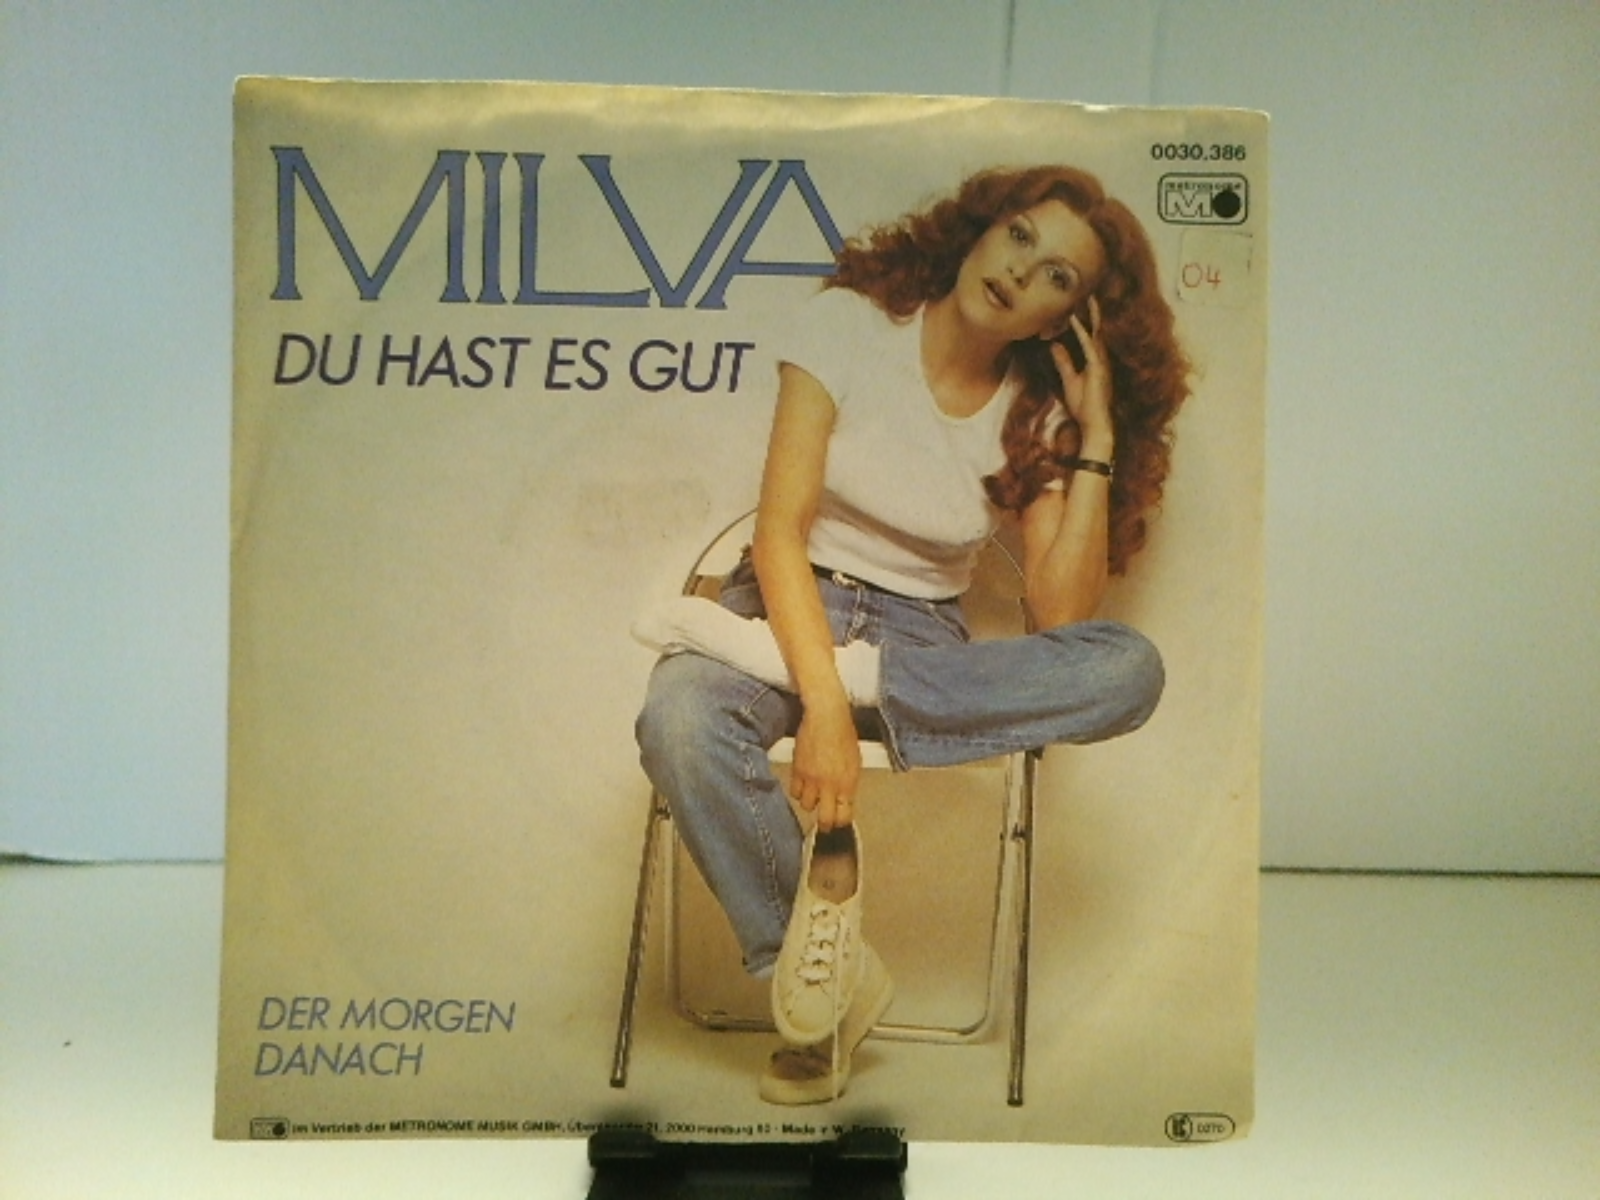 MILVA
0030.386
metronome
04
DU HAST ES GUT
DER MORGEN
DANACH
im Vertrieb der METRONOME MUSIK GMBH, 21, 2000 Hamburg · Made in W.
0270